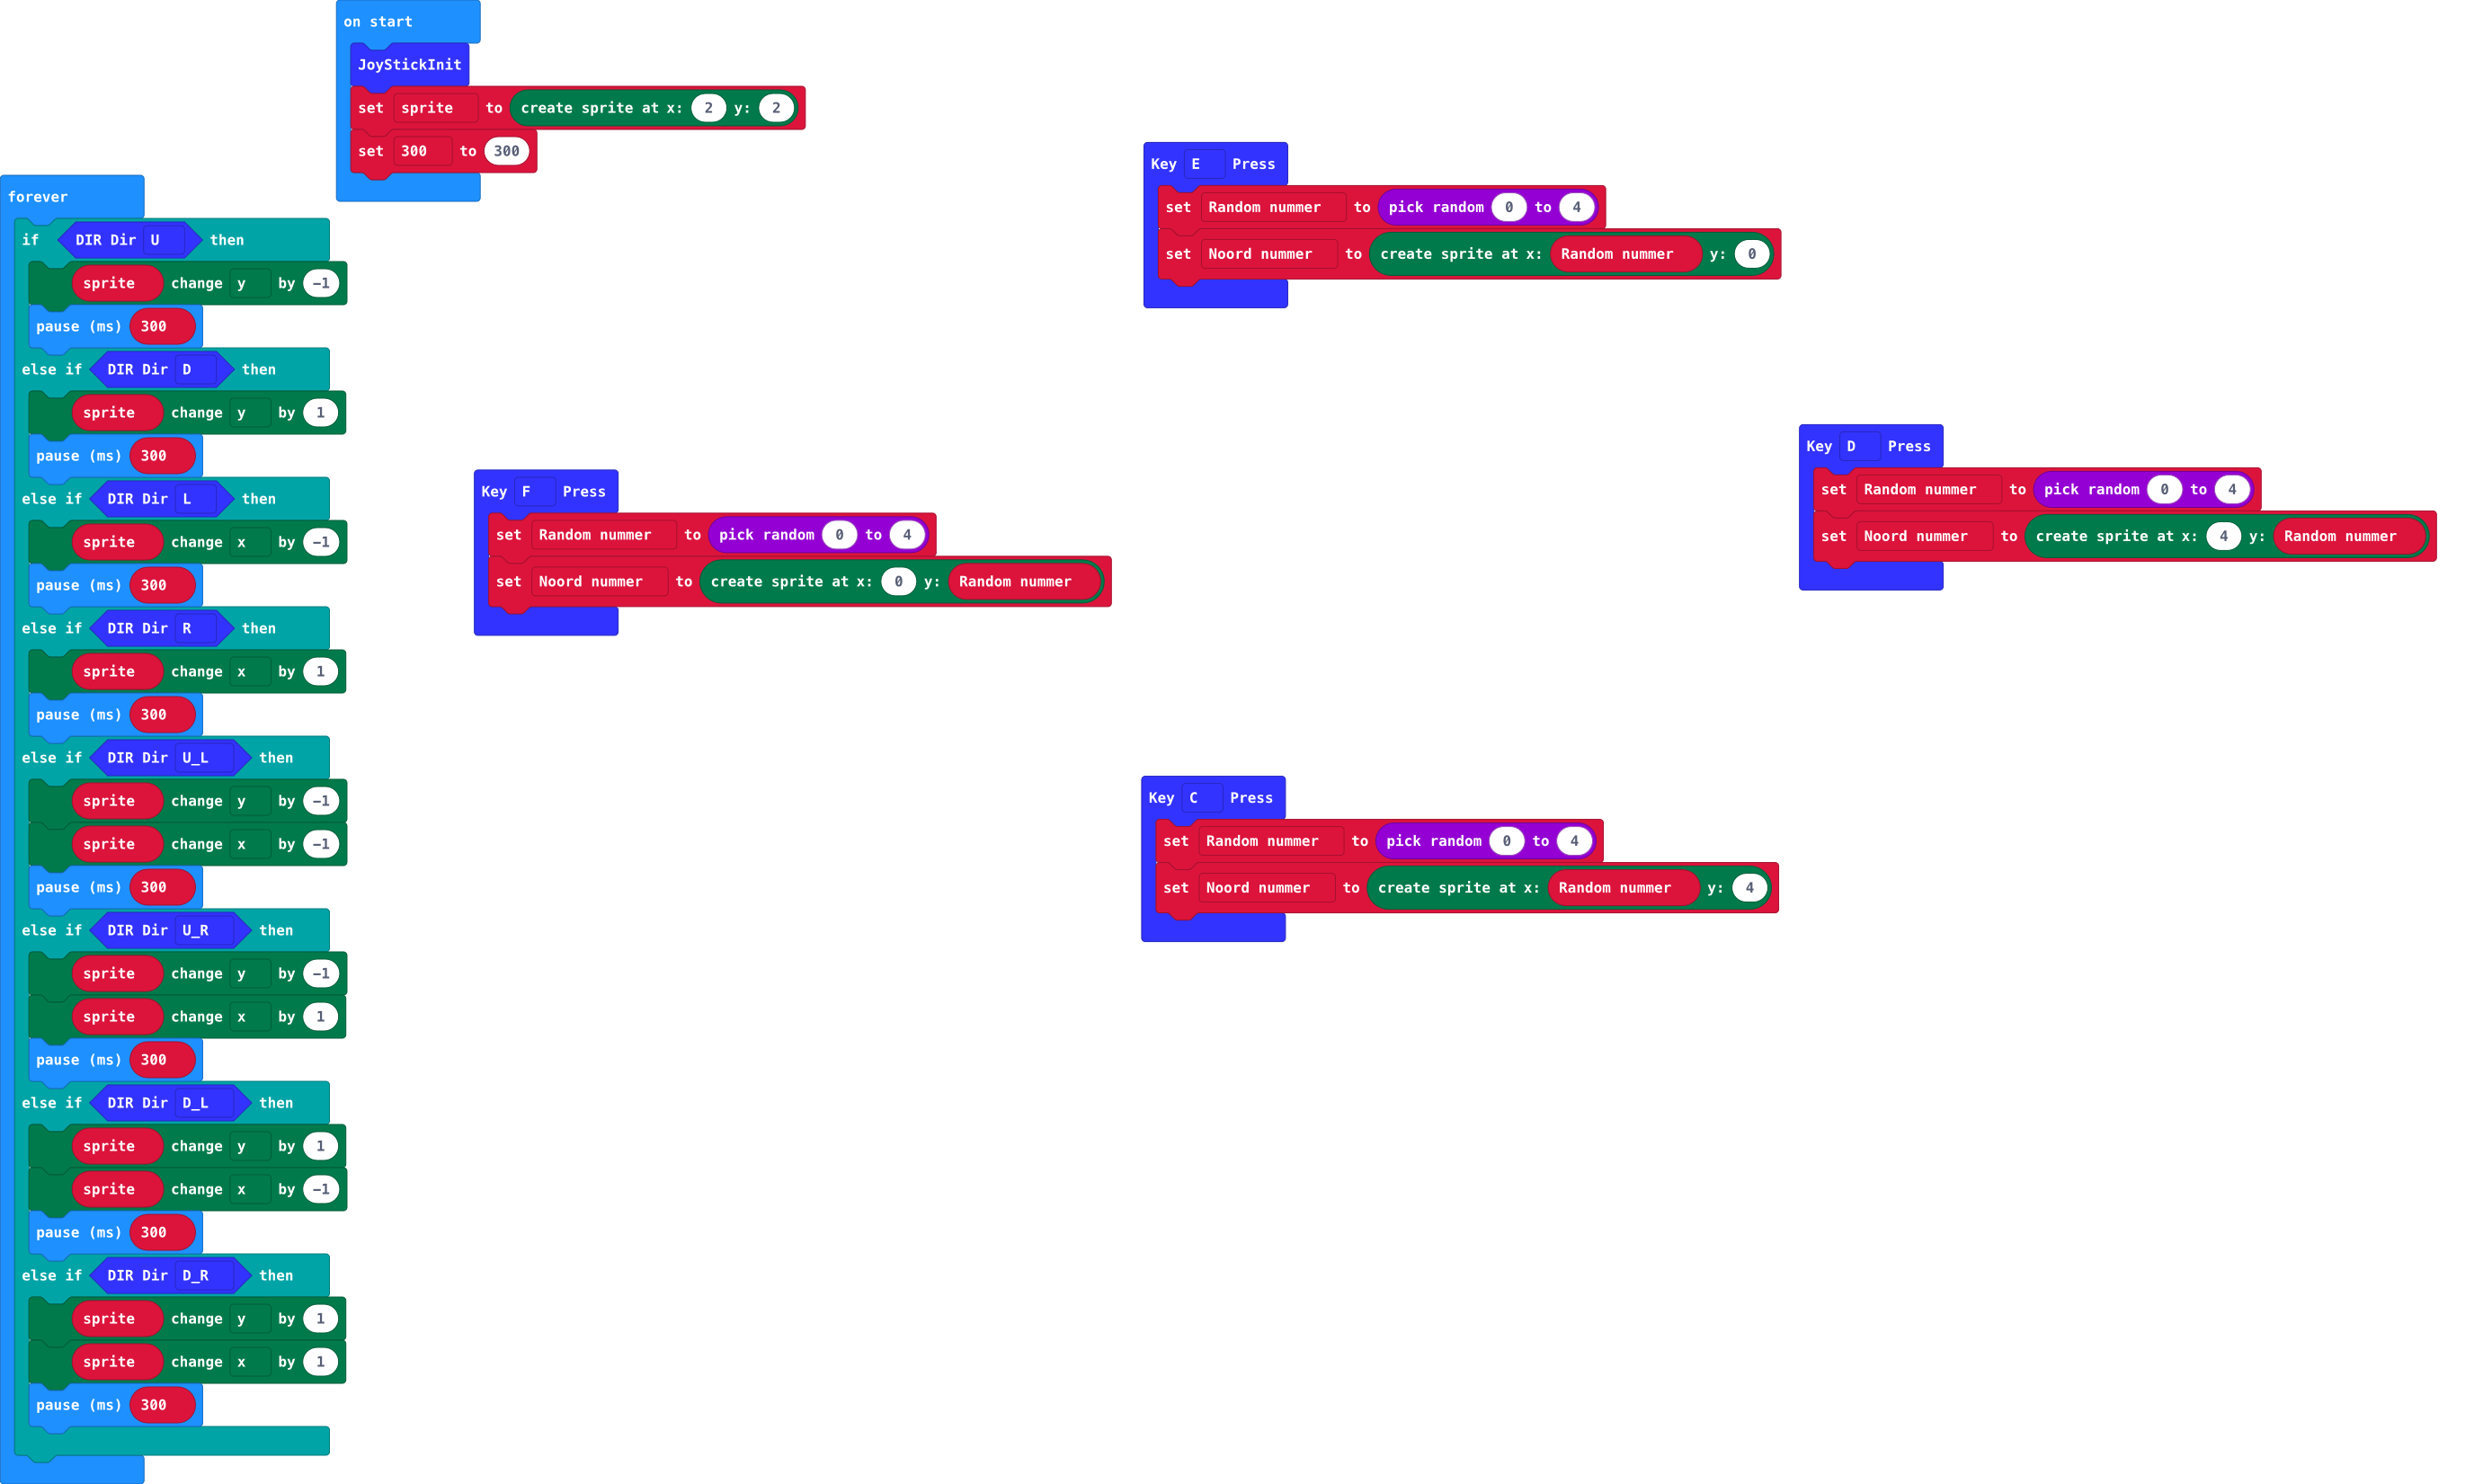 on start
JoyStickInit
set sprite to create sprite at x: 2 y: 2
set 300 to 300
forever
if DIR Dir U then
sprite change y by −1
pause (ms) 300
else if DIR Dir D then
sprite change y by 1
pause (ms) 300
else if DIR Dir L then
sprite change x by −1
pause (ms) 300
else if DIR Dir R then
sprite change x by 1
pause (ms) 300
else if DIR Dir U_L then
sprite change y by −1
sprite change x by −1
pause (ms) 300
else if DIR Dir U_R then
sprite change y by −1
sprite change x by 1
pause (ms) 300
else if DIR Dir D_L then
sprite change y by 1
sprite change x by −1
pause (ms) 300
else if DIR Dir D_R then
sprite change y by 1
sprite change x by 1
pause (ms) 300
Key E Press
set Random nummer to pick random 0 to 4
set Noord nummer to create sprite at x: Random nummer y: 0
Key F Press
set Random nummer to pick random 0 to 4
set Noord nummer to create sprite at x: 0 y: Random nummer
Key D Press
set Random nummer to pick random 0 to 4
set Noord nummer to create sprite at x: 4 y: Random nummer
Key C Press
set Random nummer to pick random 0 to 4
set Noord nummer to create sprite at x: Random nummer y: 4